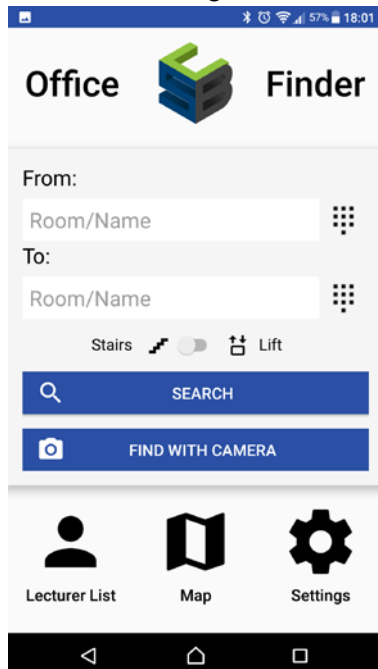 57% 18:01
Office Finder
From:
Room/Name
To:
Room/Name
Stairs Lift
SEARCH
FIND WITH CAMERA
Lecturer List Map Settings